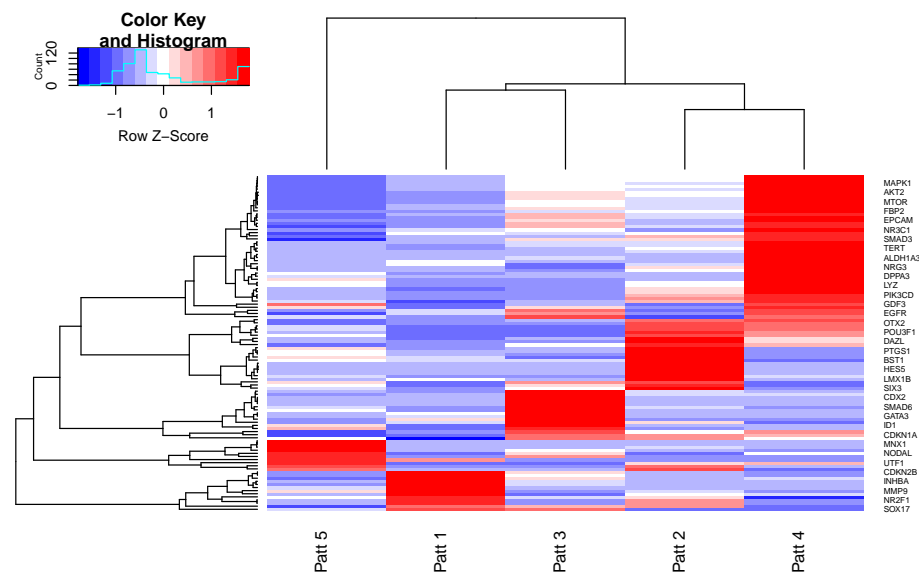 Color Key
and Histogram
Count
0
120
−1
0
1
Row Z−Score
MAPK1
AKT2
MTOR
FBP2
EPCAM
NR3C1
SMAD3
TERT
ALDH1A3
NRG3
DPPA3
LYZ
PIK3CD
GDF3
EGFR
OTX2
POU3F1
DAZL
PTGS1
BST1
HES5
LMX1B
SIX3
CDX2
SMAD6
GATA3
ID1
CDKN1A
MNX1
NODAL
UTF1
CDKN2B
INHBA
MMP9
NR2F1
SOX17
Patt 5
Patt 1
Patt 3
Patt 2
Patt 4